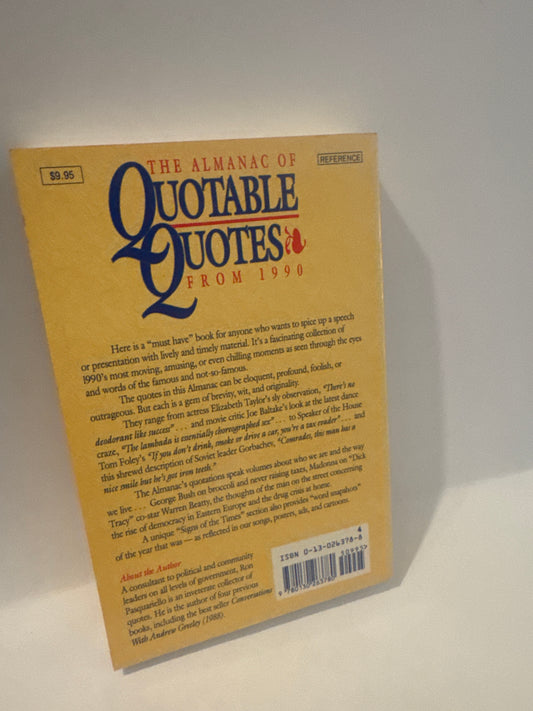 $9.95
THE ALMANAC OF
REFERENCE
QUOTABLE
QUOTES
FROM 1990
Here is a “must have” book for anyone who wants to spice up a speech
or presentation with lively and timely material. It’s a fascinating collection of
1990’s most moving, amusing, or even chilling moments as seen through the eyes
and words of the famous and not-so-famous.
The quotes in this Almanac can be eloquent, profound, foolish, or
outrageous. But each is a gem of brevity, wit, and originality.
They range from actress Elizabeth Taylor’s sly observation, “There’s no
deodorant like success” . . . and movie critic Joe Baltake’s look at the latest dance
craze, “The lambada is essentially choreographed sex” . . . to Speaker of the House
Tom Foley’s “If you don’t drink, smoke or drive a car, you’re a tax evader” . . . and
this shrewd description of Soviet leader Gorbachev, “Comrades, this man has a
nice smile but he’s got iron teeth.”
The Almanac’s quotations speak volumes about who we are and the way
we live . . . George Bush on broccoli and never raising taxes, Madonna on “Dick
Tracy” co-star Warren Beatty, the thoughts of the man on the street concerning
the rise of democracy in Eastern Europe and the drug crisis at home.
A unique “Signs of the Times” section also provides “word snapshots”
of the year that was — as reflected in our songs, posters, ads, and cartoons.
About the Author
A consultant to political and community
leaders on all levels of government, Ron
Pasquariello is an inveterate collector of
quotes. He is the author of four previous
books, including the best seller Conversations
With Andrew Greeley (1988).
4
ISBN 0-13-026378-8
50995